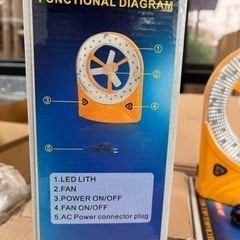 FUNCTIONAL DIAGRAM
1
2
3
4
5
1.LED LITH
2.FAN
3.POWER ON/OFF
4.FAN ON/OFF
5.AC Power connector plug